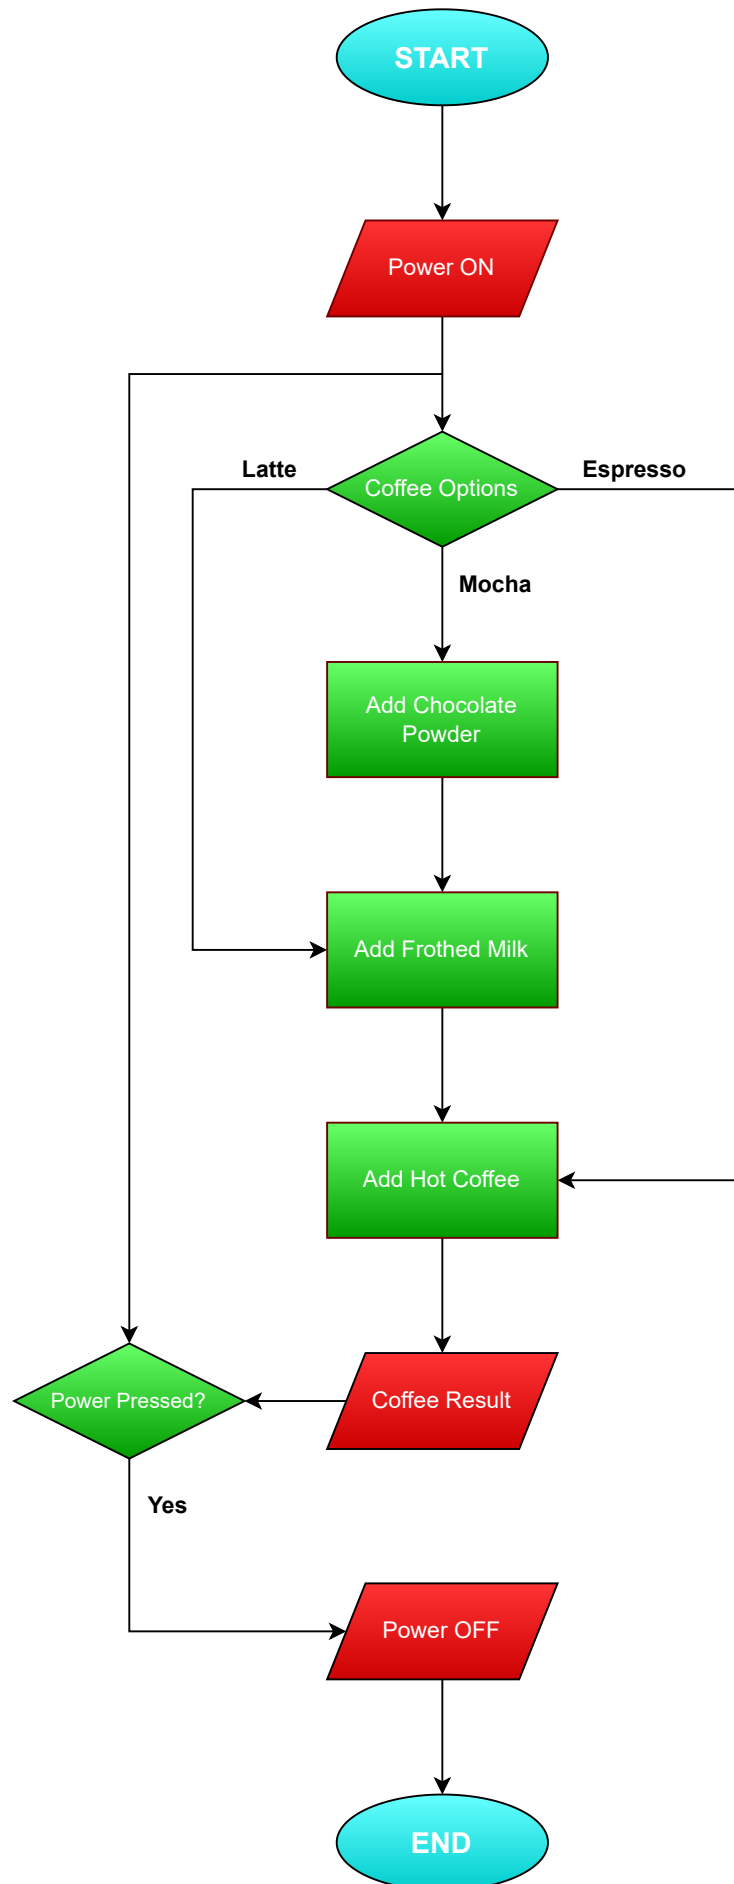 START
Power ON
Latte
Coffee Options
Espresso
Mocha
Add Chocolate
Powder
Add Frothed Milk
Add Hot Coffee
Power Pressed?
Coffee Result
Yes
Power OFF
END